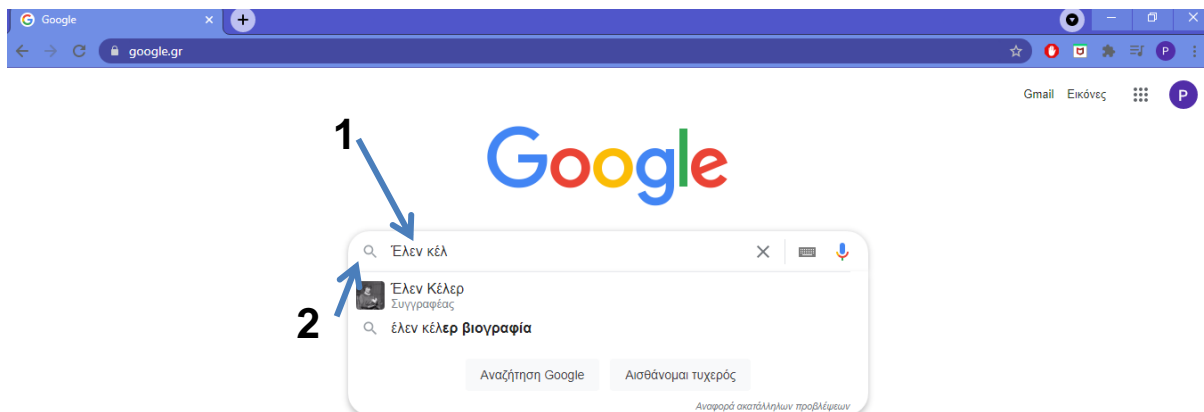 Google
google.gr
P
Gmail Εικόνες P
1
Google
Έλεν κέλ
Έλεν Κέλερ
Συγγραφέας
2
έλεν κέλερ βιογραφία
Αναζήτηση Google Αισθάνομαι τυχερός
Αναφορά ακατάλληλων προβλέψεων